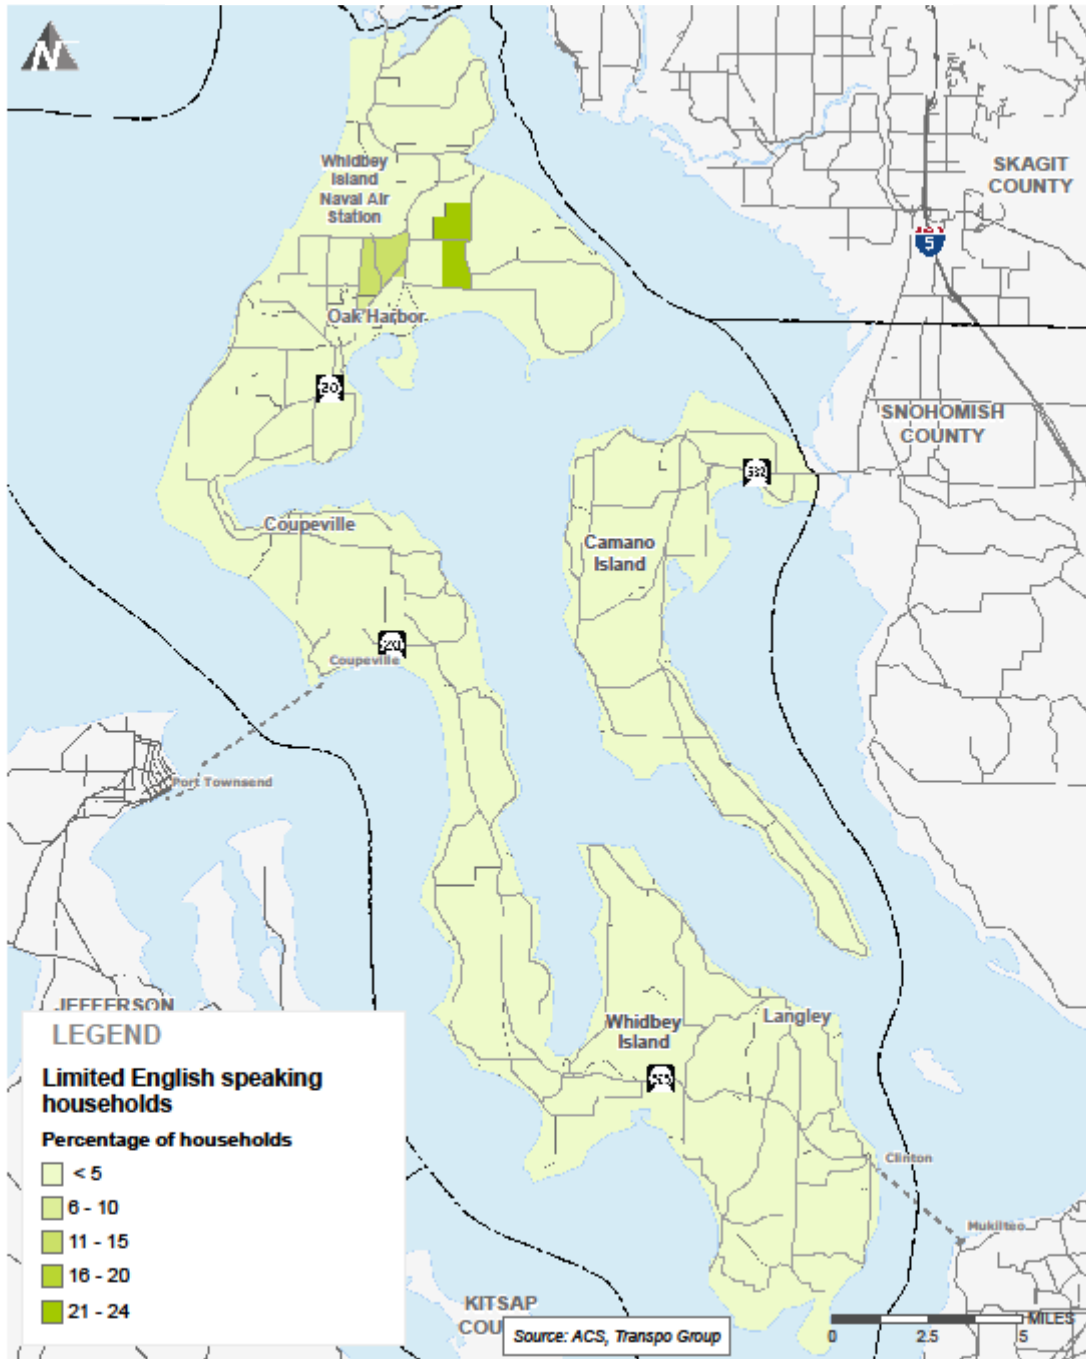 N
Whidbey
Island
Naval Air
Station
SKAGIT
COUNTY
5
Oak Harbor
20
SNOHOMISH
COUNTY
532
Coupeville
Camano
Island
20
Coupeville
Port Townsend
JEFFERSON
Whidbey
Island
Langley
525
Clinton
Mukilteo
LEGEND
Limited English speaking
households
Percentage of households
< 5
6 - 10
11 - 15
16 - 20
21 - 24
KITSAP
COU
Source: ACS, Transpo Group
MILES
0 2.5 5